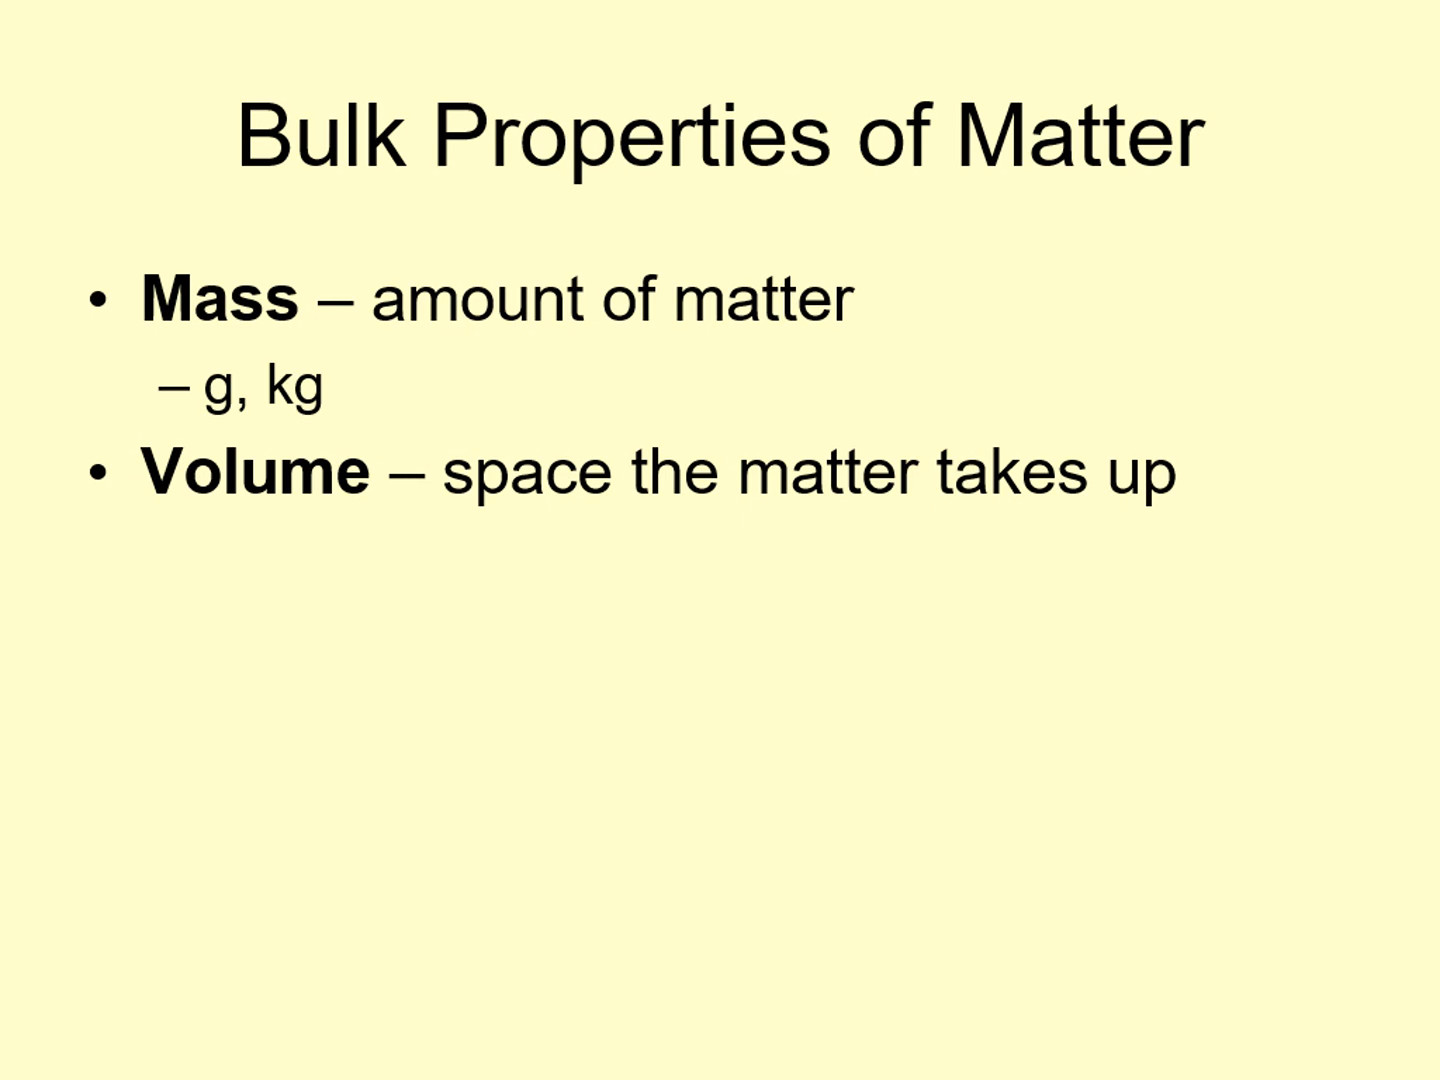 Bulk Properties of Matter
• Mass – amount of matter
– g, kg
• Volume – space the matter takes up